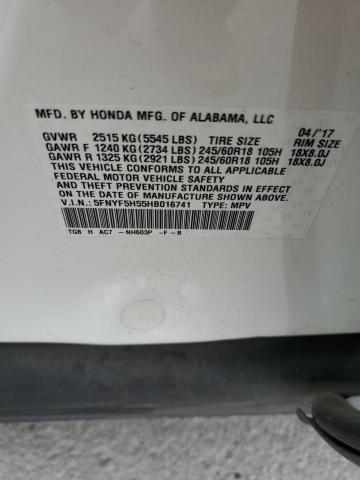 MFD. BY HONDA MFG. OF ALABAMA, LLC
04/'17
GVWR 2515 KG (5545 LBS) TIRE SIZE RIM SIZE
GAWR F 1240 KG (2734 LBS) 245/60R18 105H 18X8.0J
GAWR R 1325 KG (2921 LBS) 245/60R18 105H 18X8.0J
THIS VEHICLE CONFORMS TO ALL APPLICABLE
FEDERAL MOTOR VEHICLE SAFETY
AND THEFT PREVENTION STANDARDS IN EFFECT
ON THE DATE OF MANUFACTURE SHOWN ABOVE.
V.I.N.: 5FNYF5H55HB016741 TYPE: MPV
TG8 H AC7 -NH603P -F -B